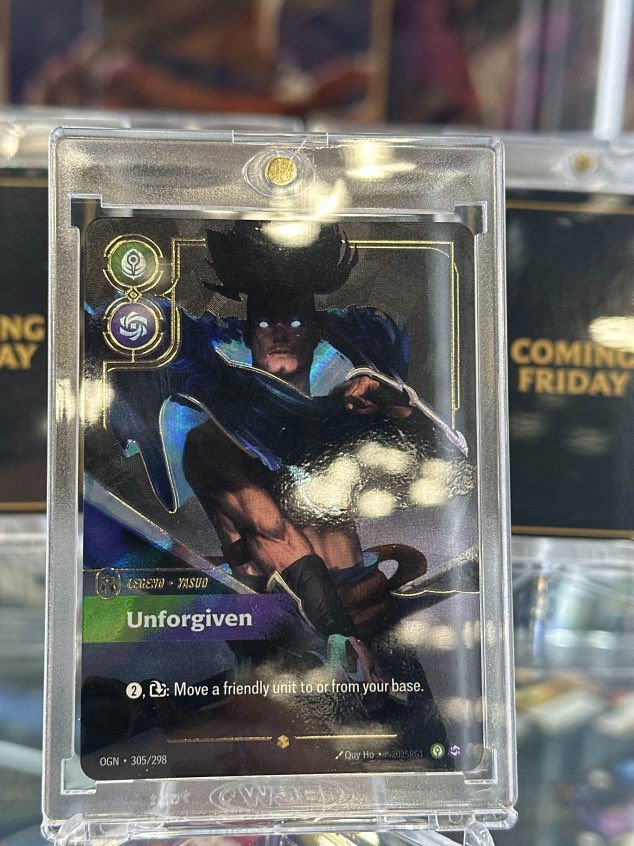 COMING
FRIDAY
LEGEND • YASUO
Unforgiven
2, : Move a friendly unit to or from your base.
OGN • 305/298
Quy Ho